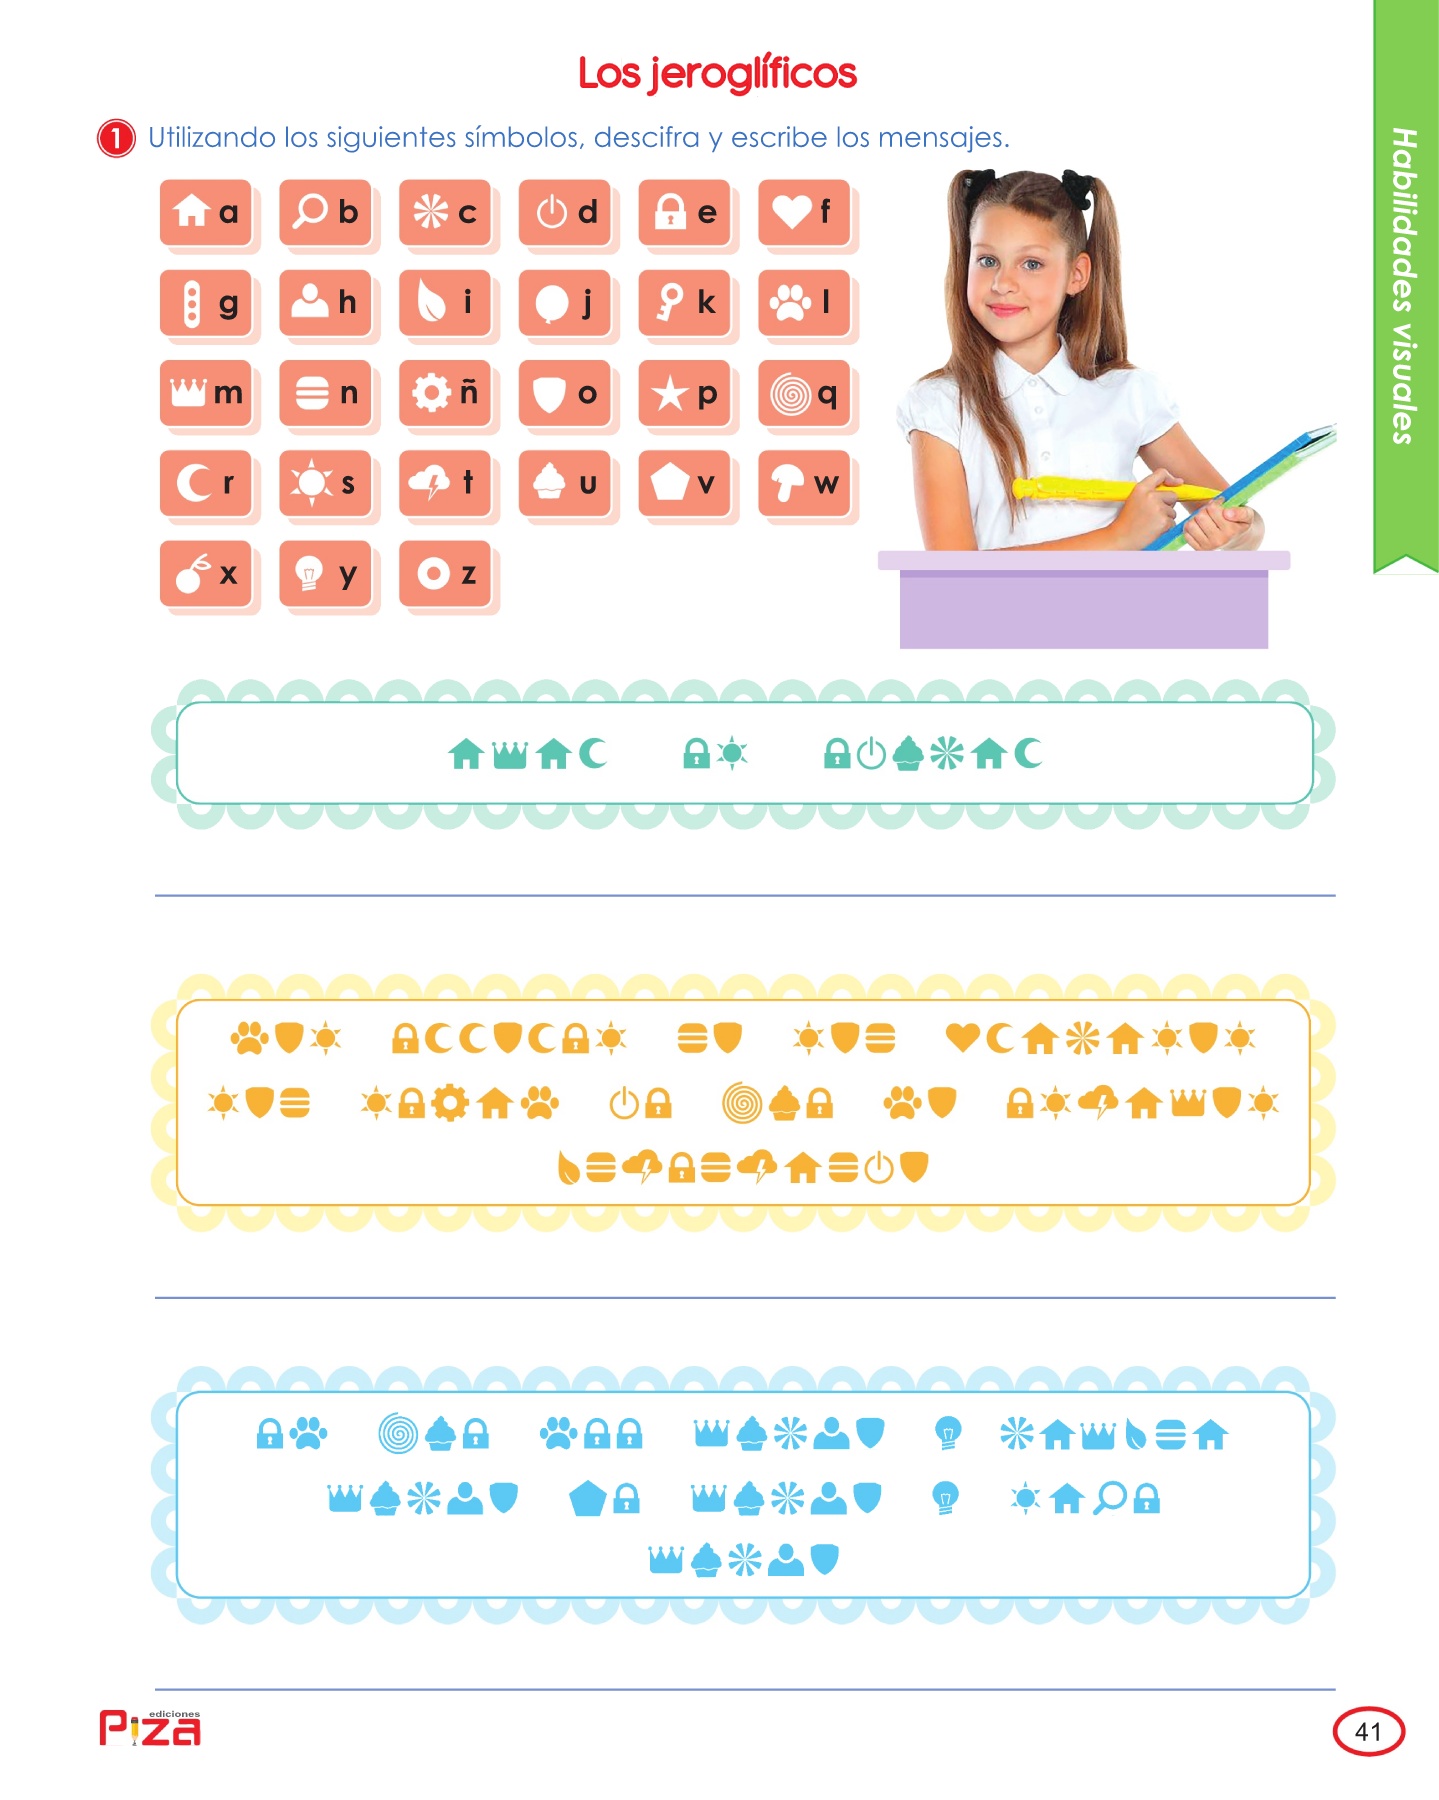 Los jeroglíficos
1 Utilizando los siguientes símbolos, descifra y escribe los mensajes.
a b c d e f
g h i j k l
m n ñ o p q
r s t u v w
x y z
Habilidades visuales
ediciones
Piza
41